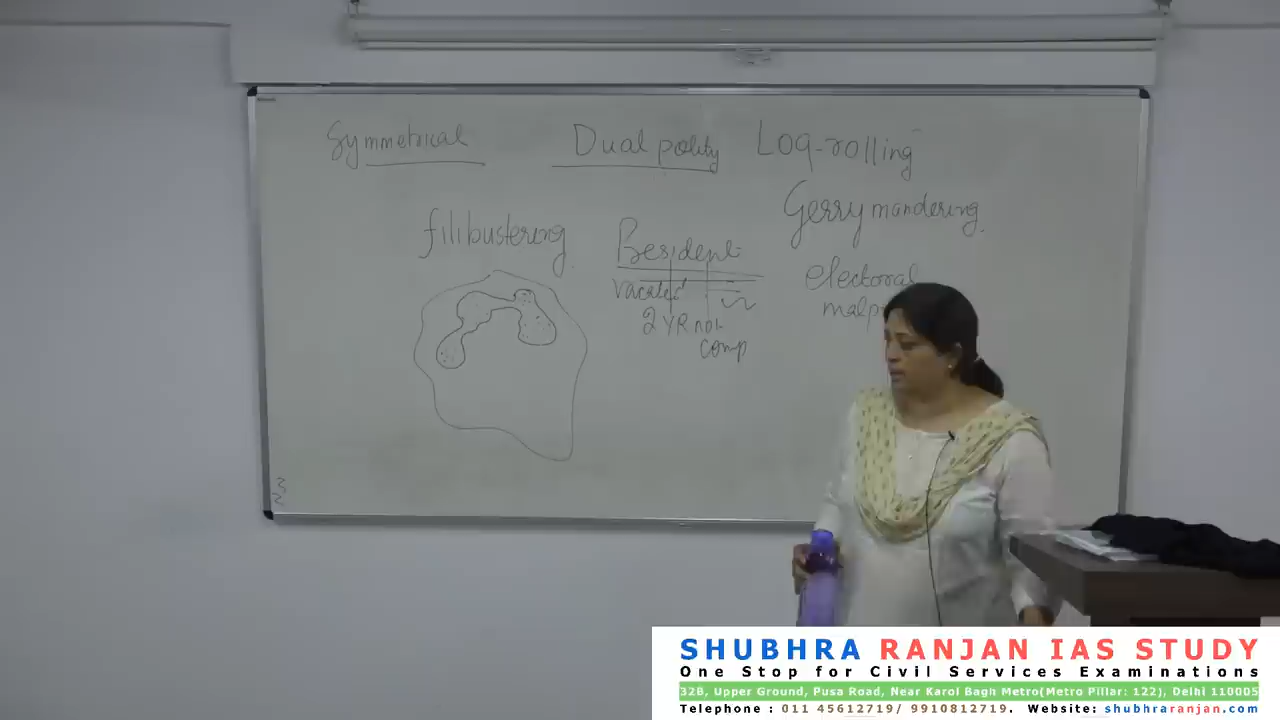 Symmetrical
Dual polity
Log-rolling
Gerrymandering.
filibustering
President
electoral
vacated
2 YR not
comp
SHUBHRA RANJAN IAS STUDY
One Stop for Civil Services Examinations
32B, Upper Ground, Pusa Road, Near Karol Bagh Metro(Metro Pillar: 122), Delhi 110005
Telephone : 011 45612719/ 9910812719. Website: shubhraranjan.com